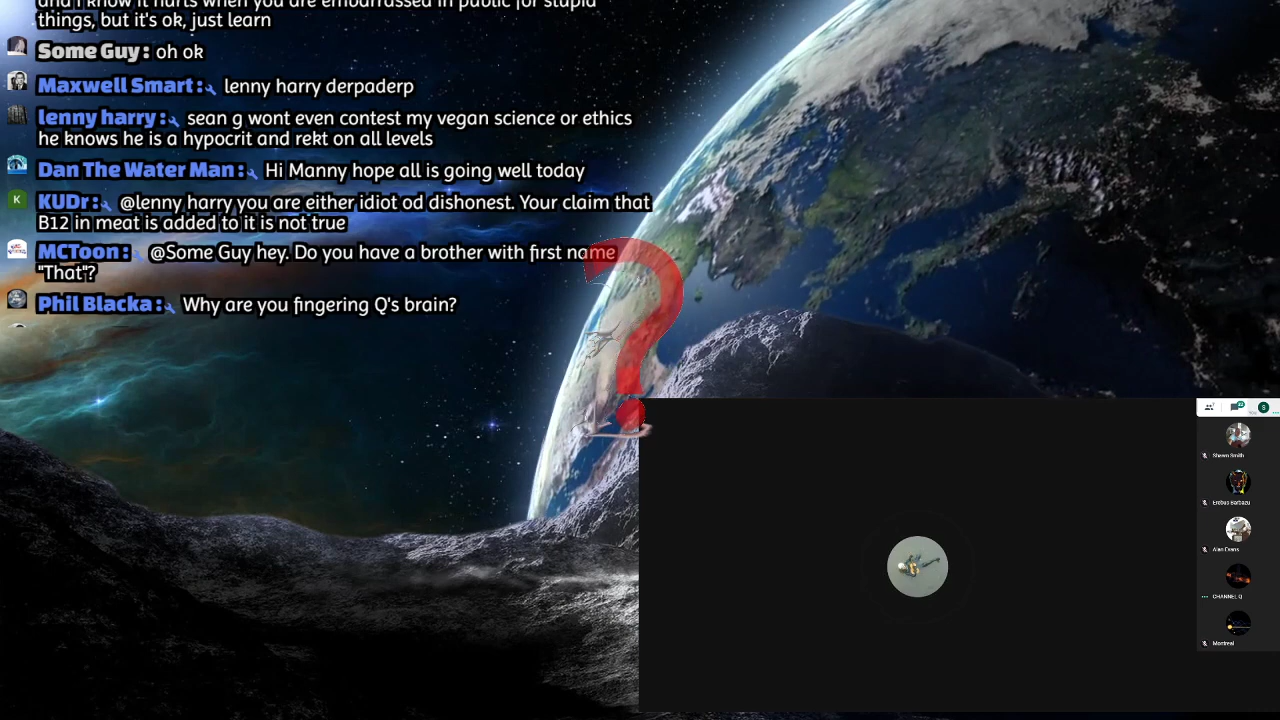 and I know it hurts when you are embarrassed in public for stupid
things, but it's ok, just learn
Some Guy: oh ok
Maxwell Smart: lenny harry derpaderp
lenny harry: sean g wont even contest my vegan science or ethics
he knows he is a hypocrit and rekt on all levels
Dan The Water Man: Hi Manny hope all is going well today
K
KUDr: @lenny harry you are either idiot od dishonest. Your claim that
B12 in meat is added to it is not true
MCToon: @Some Guy hey. Do you have a brother with first name
"That"?
Phil Blacka: Why are you fingering Q's brain?
?
You
S
Shawn Smith
Erebus Barbazu
Alan Evans
CHANNEL Q
Montreal